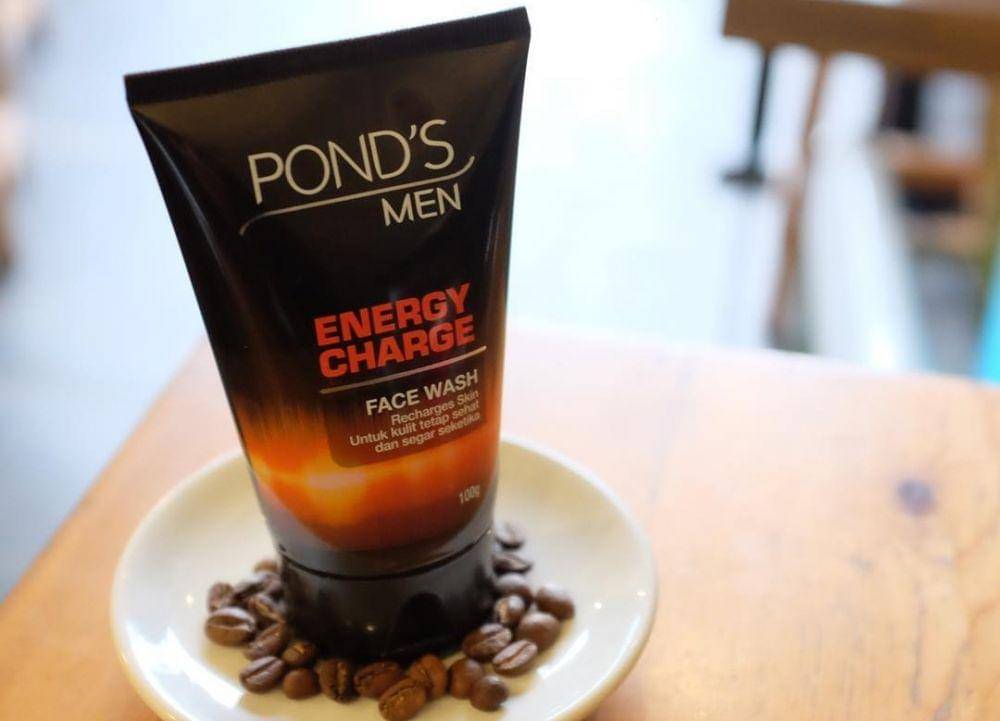 POND'S
MEN
ENERGY
CHARGE
FACE WASH
Recharges Skin
Untuk kulit tetap sehat
dan segar seketika
100g